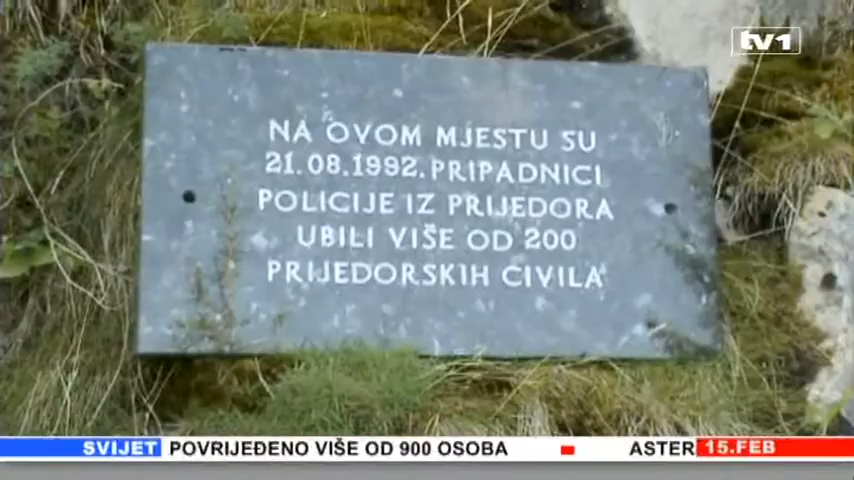 tv1
NA OVOM MJESTU SU
21.08.1992. PRIPADNICI
POLICIJE IZ PRIJEDORA
UBILI VIŠE OD 200
PRIJEDORSKIH CIVILA
SVIJET POVRIJEĐENO VIŠE OD 900 OSOBA ASTER 15.FEB